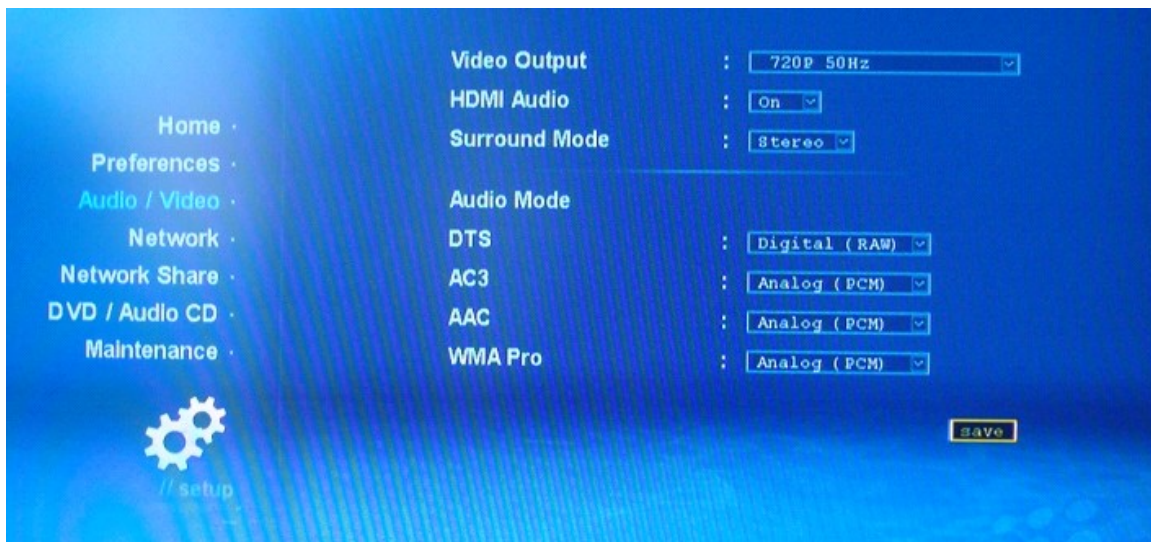 Home
Preferences
Audio / Video
Network
Network Share
DVD / Audio CD
Maintenance
// setup
Video Output : 720P 50Hz
HDMI Audio : On
Surround Mode : Stereo
Audio Mode
DTS : Digital (RAW)
AC3 : Analog (PCM)
AAC : Analog (PCM)
WMA Pro : Analog (PCM)
save